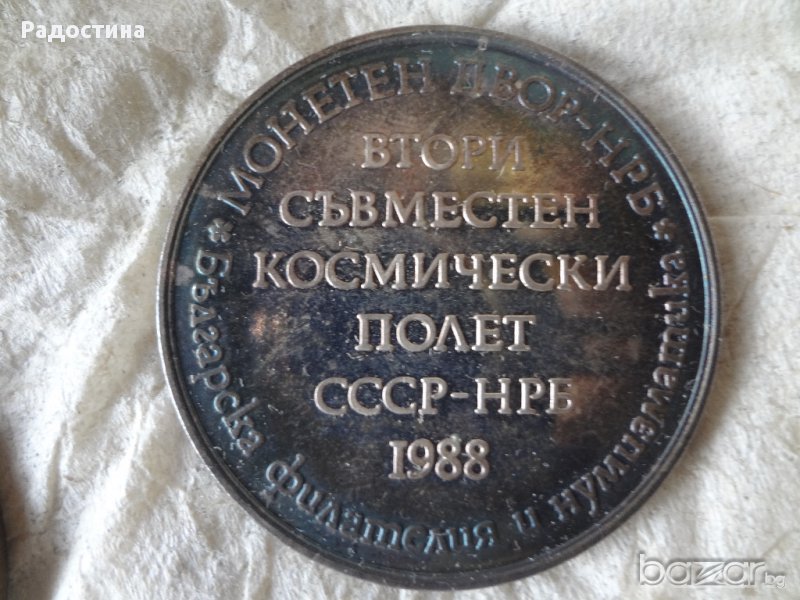 Радостина
МОНЕТЕН ДВОР-НРБ
ВТОРИ
СЪВМЕСТЕН
КОСМИЧЕСКИ
ПОЛЕТ
СССР-НРБ
1988
* Българска филателия и нумизматика *
bazar.bg